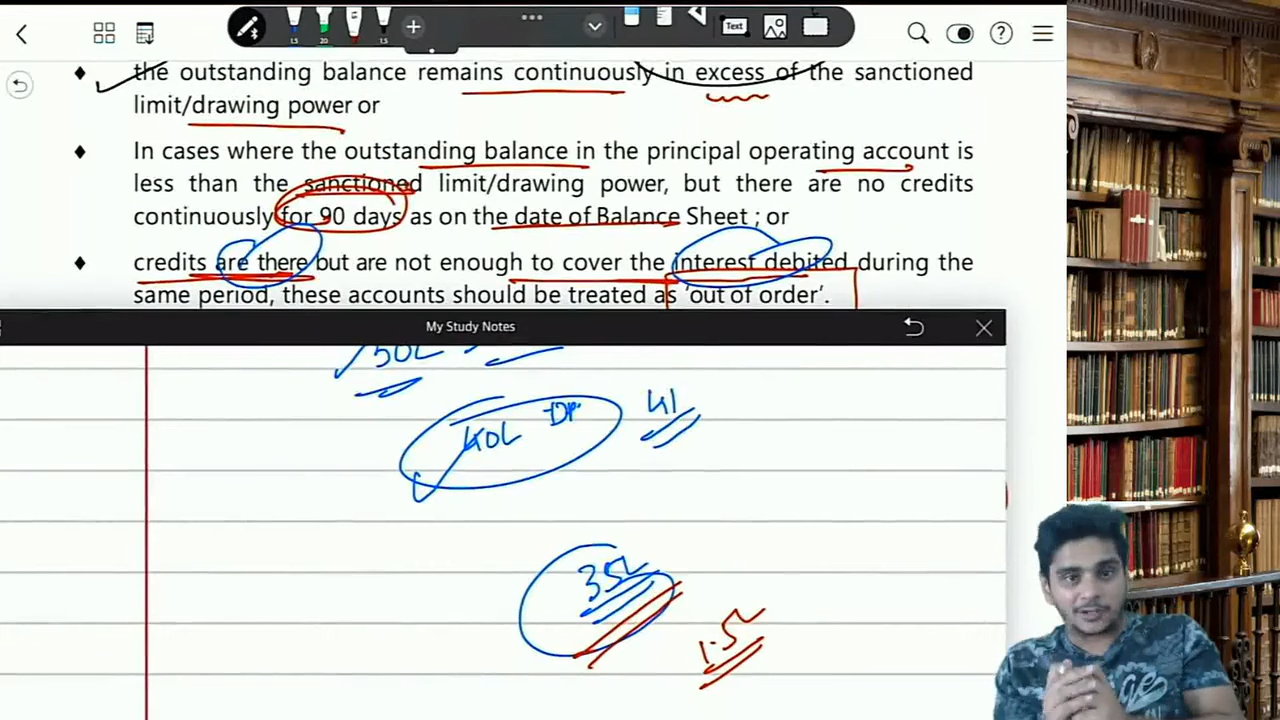 Text
the outstanding balance remains continuously in excess of the sanctioned
limit/drawing power or
In cases where the outstanding balance in the principal operating account is
less than the sanctioned limit/drawing power, but there are no credits
continuously for 90 days as on the date of Balance Sheet ; or
credits are there but are not enough to cover the interest debited during the
same period, these accounts should be treated as 'out of order'.
My Study Notes
50L
40L DP 41
35L
1.5L